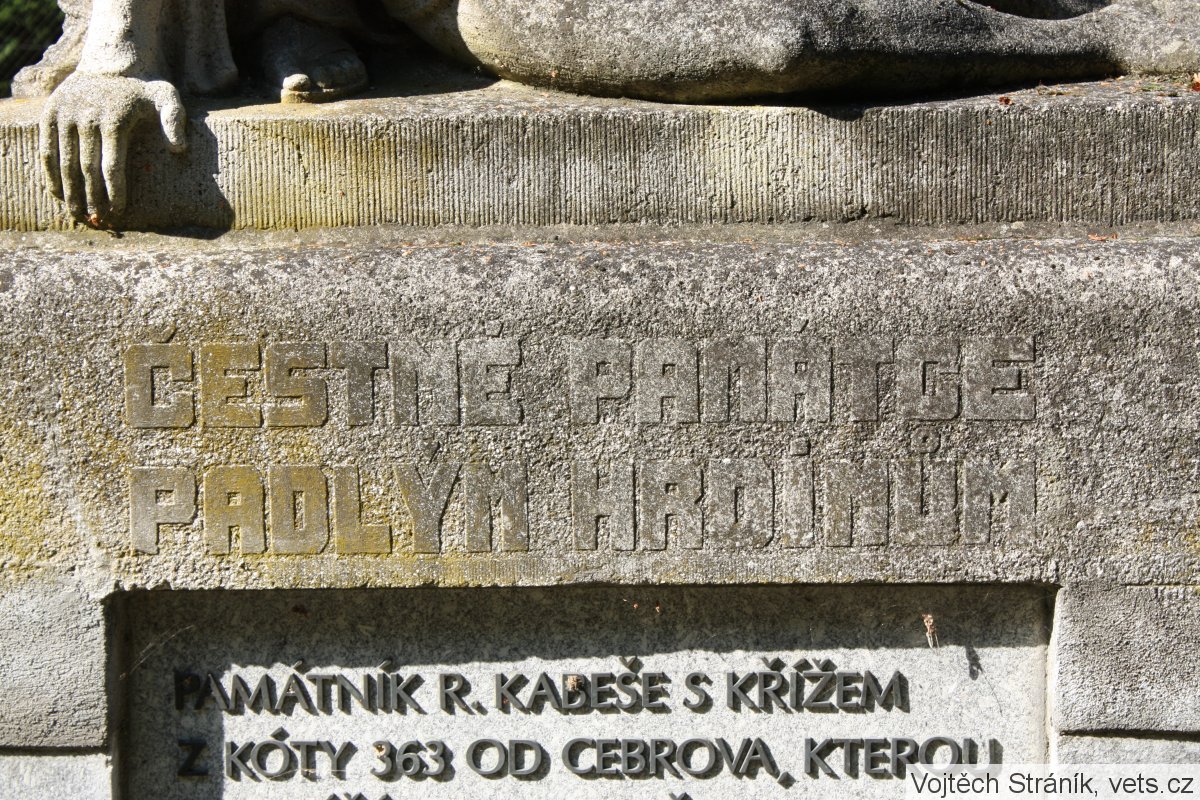 ČESTNÉ PAMÁTCE
PADLÝM HRDINŮM
PAMÁTNÍK R. KABEŠE S KŘÍŽEM
Z KÓTY 363 OD CEBROVA, KTEROU
Vojtěch Stráník, vets.cz